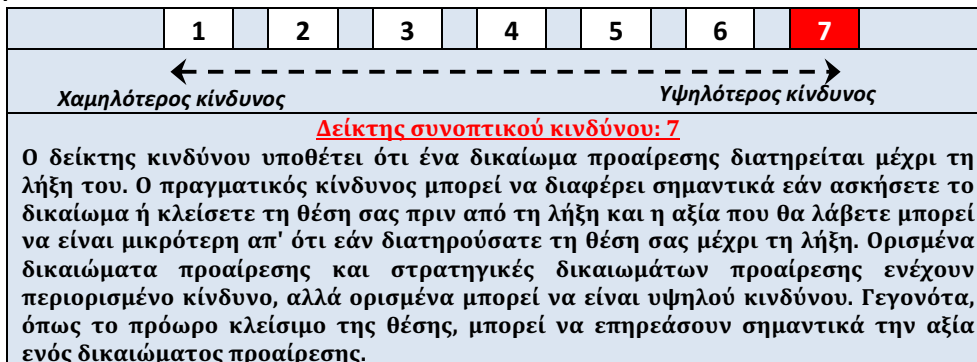 1 2 3 4 5 6 7
Χαμηλότερος κίνδυνος Υψηλότερος κίνδυνος
Δείκτης συνοπτικού κινδύνου: 7
Ο δείκτης κινδύνου υποθέτει ότι ένα δικαίωμα προαίρεσης διατηρείται μέχρι τη
λήξη του. Ο πραγματικός κίνδυνος μπορεί να διαφέρει σημαντικά εάν ασκήσετε το
δικαίωμα ή κλείσετε τη θέση σας πριν από τη λήξη και η αξία που θα λάβετε μπορεί
να είναι μικρότερη απ' ότι εάν διατηρούσατε τη θέση σας μέχρι τη λήξη. Ορισμένα
δικαιώματα προαίρεσης και στρατηγικές δικαιωμάτων προαίρεσης ενέχουν
περιορισμένο κίνδυνο, αλλά ορισμένα μπορεί να είναι υψηλού κινδύνου. Γεγονότα,
όπως το πρόωρο κλείσιμο της θέσης, μπορεί να επηρεάσουν σημαντικά την αξία
ενός δικαιώματος προαίρεσης.